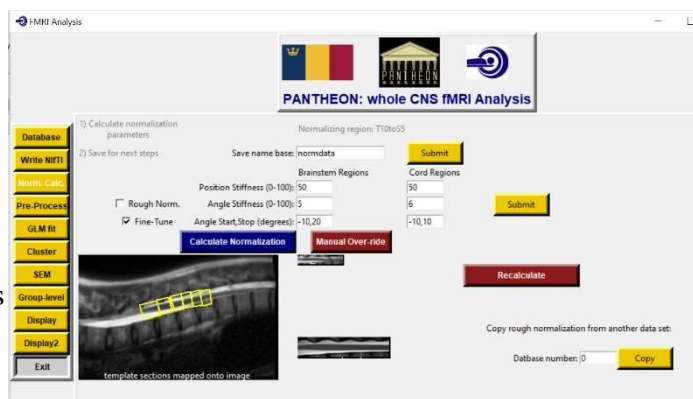 FMRI Analysis
PANTHEON
PANTHEON: whole CNS fMRI Analysis
Database
Write NIfTI
Norm. Calc.
Pre-Process
GLM fit
Cluster
SEM
Group-level
Display
Display2
Exit
s
1) Calculate normalization
parameters
2) Save for next steps
Normalizing region: T10toS5
Save name base: normdata Submit
Brainstem Regions Cord Regions
Position Stiffness (0-100): 50 50
Rough Norm. Angle Stiffness (0-100): 5 6 Submit
Fine-Tune Angle Start,Stop (degrees): -10,20 -10,10
Calculate Normalization Manual Over-ride
Recalculate
template sections mapped onto image
Copy rough normalization from another data set:
Datbase number: 0 Copy